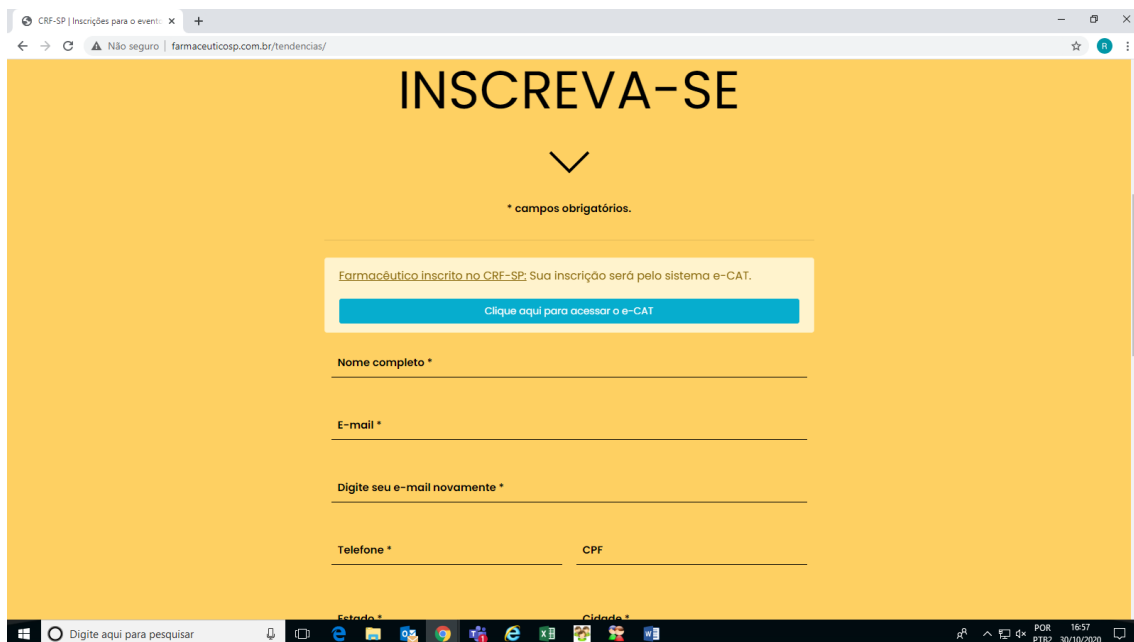 CRF-SP | Inscrições para o evento
Não seguro | farmaceuticosp.com.br/tendencias/
R
INSCREVA-SE
* campos obrigatórios.
Farmacêutico inscrito no CRF-SP: Sua inscrição será pelo sistema e-CAT.
Clique aqui para acessar o e-CAT
Nome completo *
E-mail *
Digite seu e-mail novamente *
Telefone * CPF
Estado * Cidade *
Digite aqui para pesquisar
POR 16:57
PTB2 30/10/2020